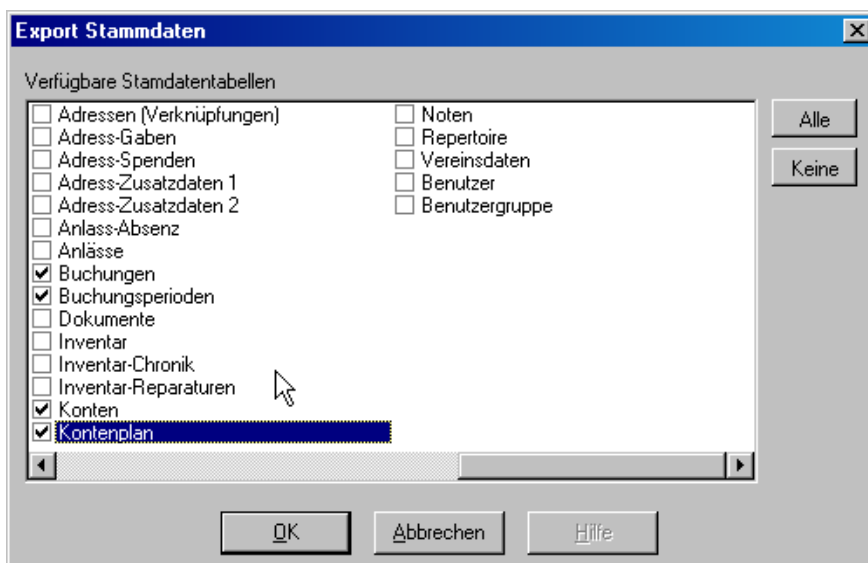 Export Stammdaten
Verfügbare Stamdatentabellen
Adressen (Verknüpfungen)
Adress-Gaben
Adress-Spenden
Adress-Zusatzdaten 1
Adress-Zusatzdaten 2
Anlass-Absenz
Anlässe
Buchungen
Buchungsperioden
Dokumente
Inventar
Inventar-Chronik
Inventar-Reparaturen
Konten
Kontenplan
Noten
Repertoire
Vereinsdaten
Benutzer
Benutzergruppe
Alle
Keine
OK
Abbrechen
Hilfe